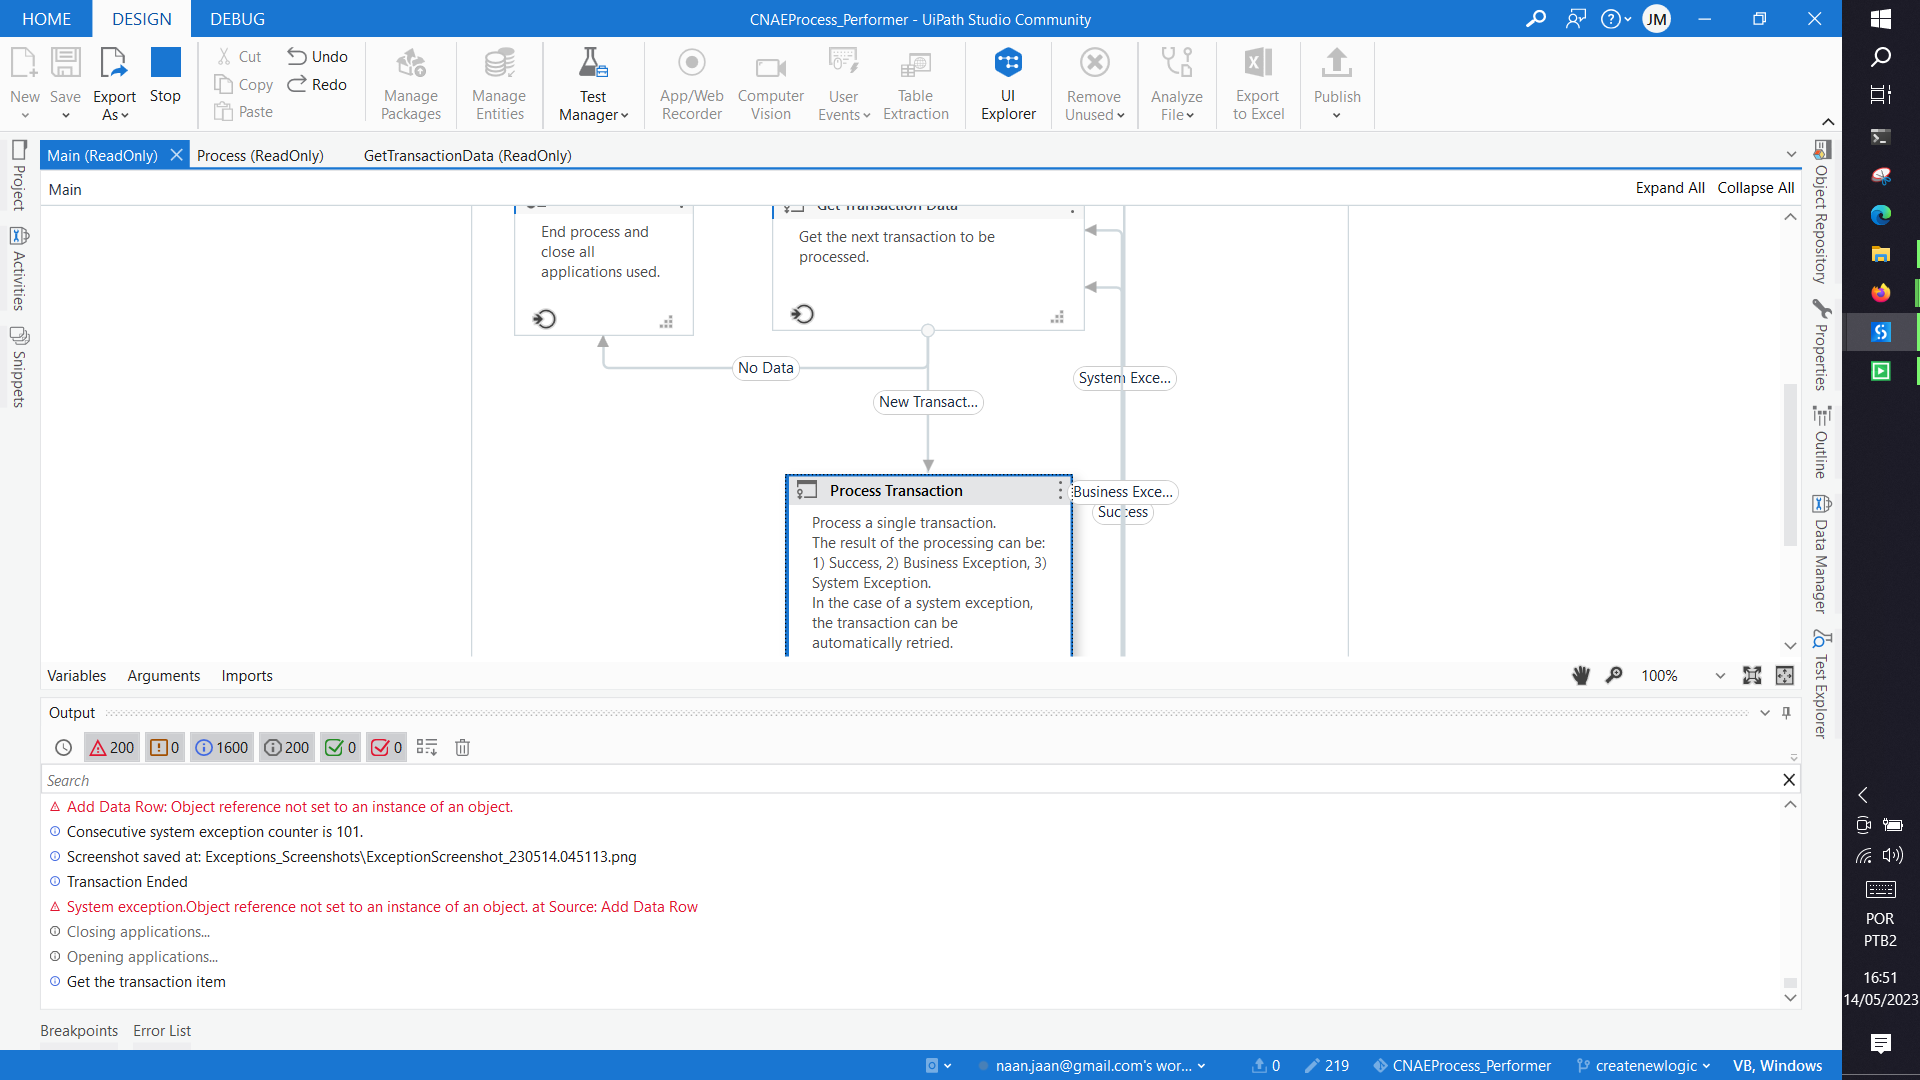 HOME DESIGN DEBUG
CNAEProcess_Performer - UiPath Studio Community
JM
New
Save
Export
As
Stop
Cut
Copy
Paste
Undo
Redo
Manage
Packages
Manage
Entities
Test
Manager
App/Web
Recorder
Computer
Vision
User
Events
Table
Extraction
UI
Explorer
Remove
Unused
Analyze
File
Export
to Excel
Publish
Main (ReadOnly) Process (ReadOnly) GetTransactionData (ReadOnly)
Main
Expand All Collapse All
Project
Activities
Snippets
End process and
close all
applications used.
Get Transaction Data
Get the next transaction to be
processed.
No Data
New Transact...
System Exce...
Business Exce...
Success
Process Transaction
Process a single transaction.
The result of the processing can be:
1) Success, 2) Business Exception, 3)
System Exception.
In the case of a system exception,
the transaction can be
automatically retried.
Object Repository
Properties
Outline
Data Manager
Test Explorer
Variables Arguments Imports
100%
Output
200 0 1600 200 0 0
Search
Add Data Row: Object reference not set to an instance of an object.
Consecutive system exception counter is 101.
Screenshot saved at: Exceptions_Screenshots\ExceptionScreenshot_230514.045113.png
Transaction Ended
System exception.Object reference not set to an instance of an object. at Source: Add Data Row
Closing applications...
Opening applications...
Get the transaction item
Breakpoints Error List
naan.jaan@gmail.com's wor... 0 219 CNAEProcess_Performer createnewlogic VB, Windows
POR
PTB2
16:51
14/05/2023